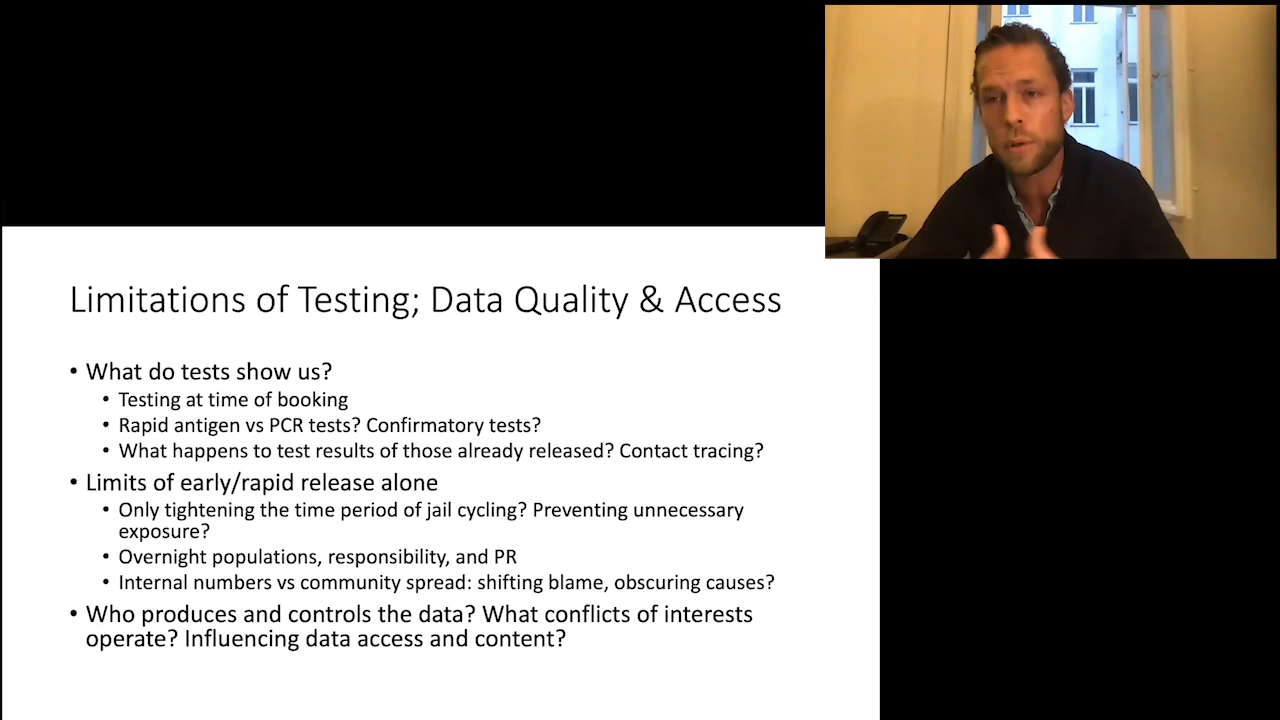 Limitations of Testing; Data Quality & Access
• What do tests show us?
• Testing at time of booking
• Rapid antigen vs PCR tests? Confirmatory tests?
• What happens to test results of those already released? Contact tracing?
• Limits of early/rapid release alone
• Only tightening the time period of jail cycling? Preventing unnecessary
exposure?
• Overnight populations, responsibility, and PR
• Internal numbers vs community spread: shifting blame, obscuring causes?
• Who produces and controls the data? What conflicts of interests
operate? Influencing data access and content?